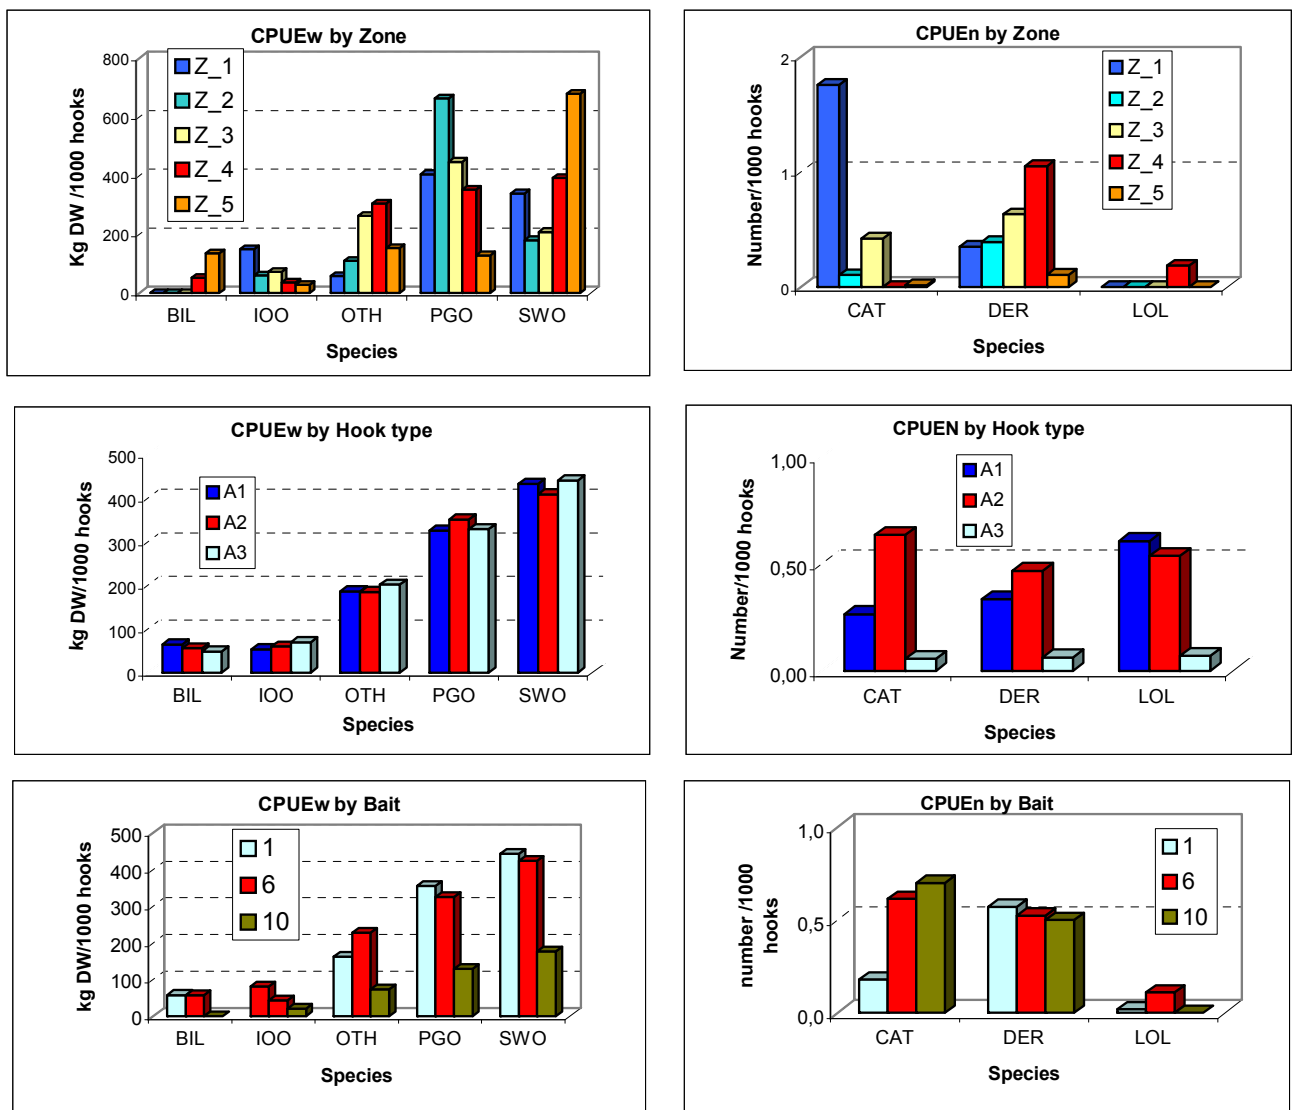 CPUEw by Zone
Kg DW /1000 hooks
800
600
400
200
0
Z_1
Z_2
Z_3
Z_4
Z_5
BIL IOO OTH PGO SWO
Species
CPUEn by Zone
Number/1000 hooks
2
1
0
Z_1
Z_2
Z_3
Z_4
Z_5
CAT DER LOL
Species
CPUEw by Hook type
kg DW/1000 hooks
500
400
300
200
100
0
A1
A2
A3
BIL IOO OTH PGO SWO
Species
CPUEN by Hook type
Number/1000 hooks
1,00
0,50
0,00
A1
A2
A3
CAT DER LOL
Species
CPUEw by Bait
kg DW/1000 hooks
500
400
300
200
100
0
1
6
10
BIL IOO OTH PGO SWO
Species
CPUEn by Bait
number /1000
hooks
1,0
0,5
0,0
1
6
10
CAT DER LOL
Species